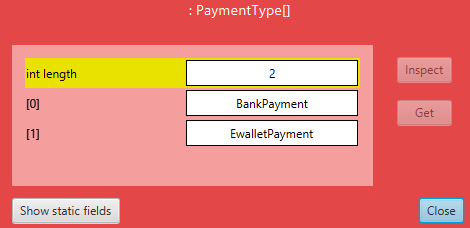 : PaymentType[]
int length 2
Inspect
[0] BankPayment
Get
[1] EwalletPayment
Show static fields
Close